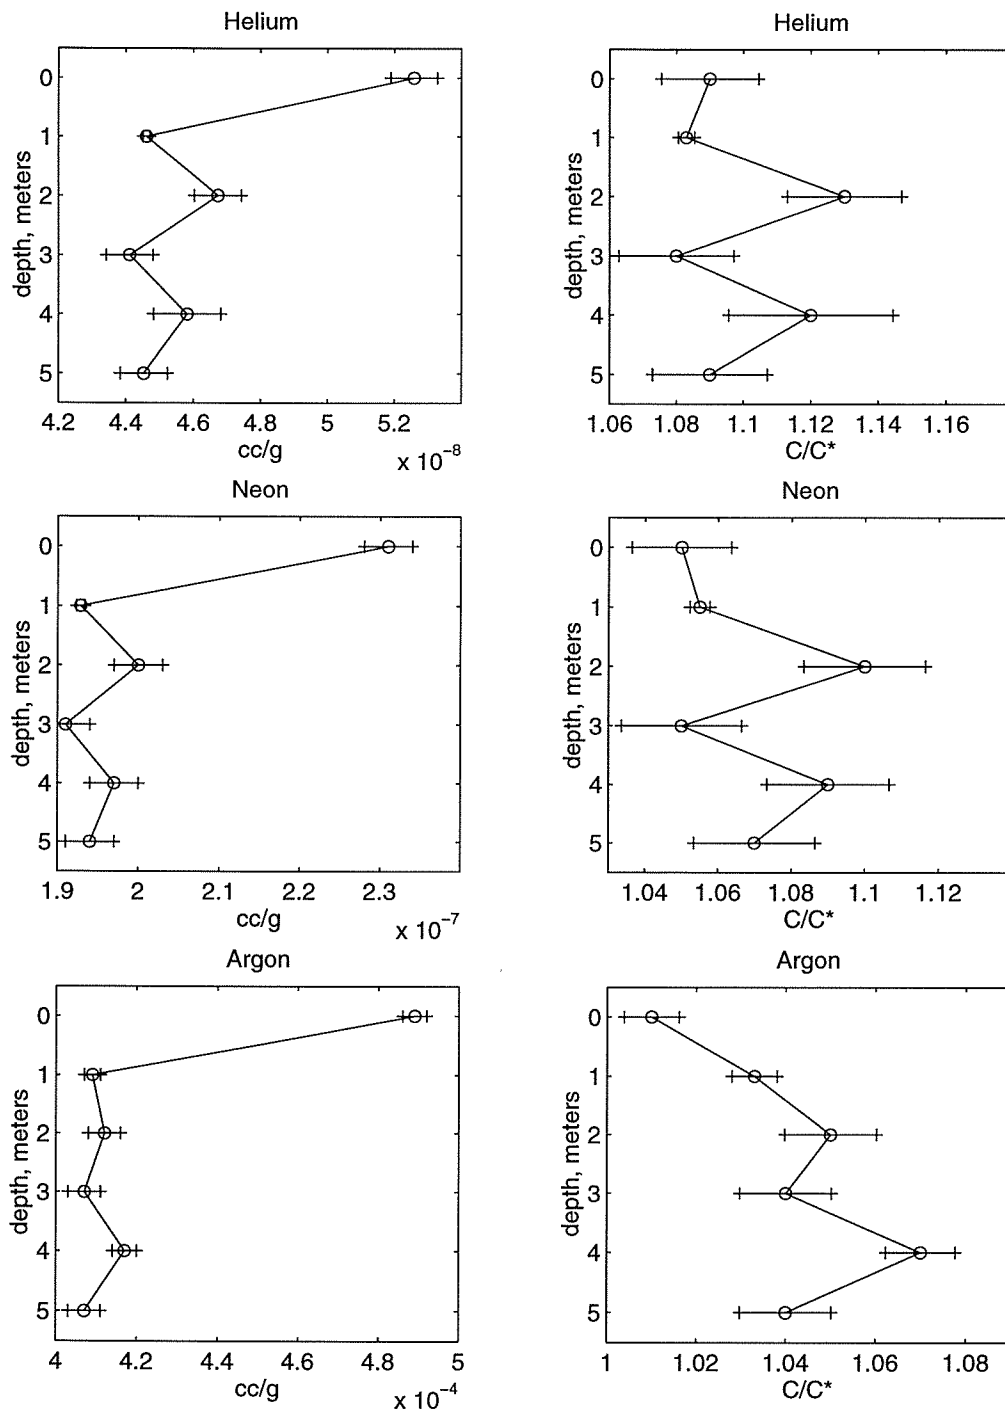 Helium
0
1
2
3
4
5
depth, meters
4.2 4.4 4.6 4.8 5 5.2
cc/g
x 10−8
Helium
0
1
2
3
4
5
depth, meters
1.06 1.08 1.1 1.12 1.14 1.16
C/C*
Neon
0
1
2
3
4
5
depth, meters
1.9 2 2.1 2.2 2.3
cc/g
x 10−7
Neon
0
1
2
3
4
5
depth, meters
1.04 1.06 1.08 1.1 1.12
C/C*
Argon
0
1
2
3
4
5
depth, meters
4 4.2 4.4 4.6 4.8 5
cc/g
x 10−4
Argon
0
1
2
3
4
5
depth, meters
1 1.02 1.04 1.06 1.08
C/C*